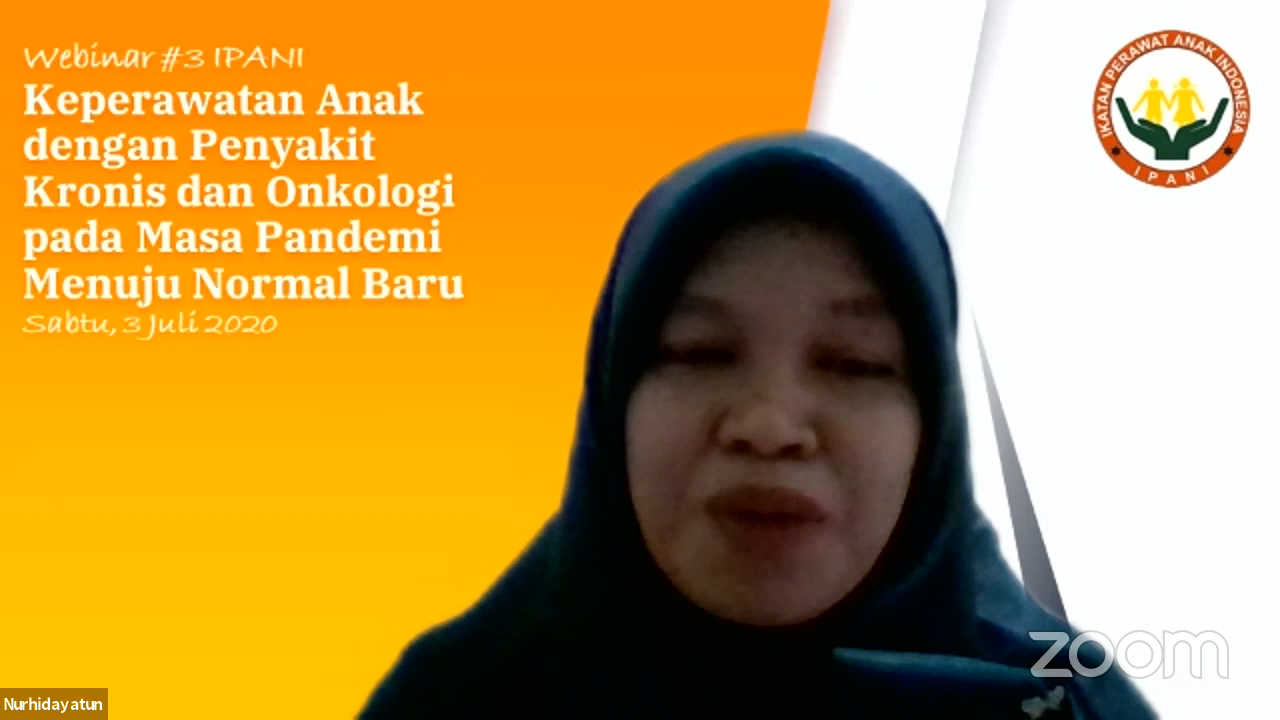 Webinar #3 IPANI
Keperawatan Anak
dengan Penyakit
Kronis dan Onkologi
pada Masa Pandemi
Menuju Normal Baru
Sabtu, 3 Juli 2020
IKATAN PERAWAT ANAK INDONESIA
IPANI
zoom
Nurhidayatun